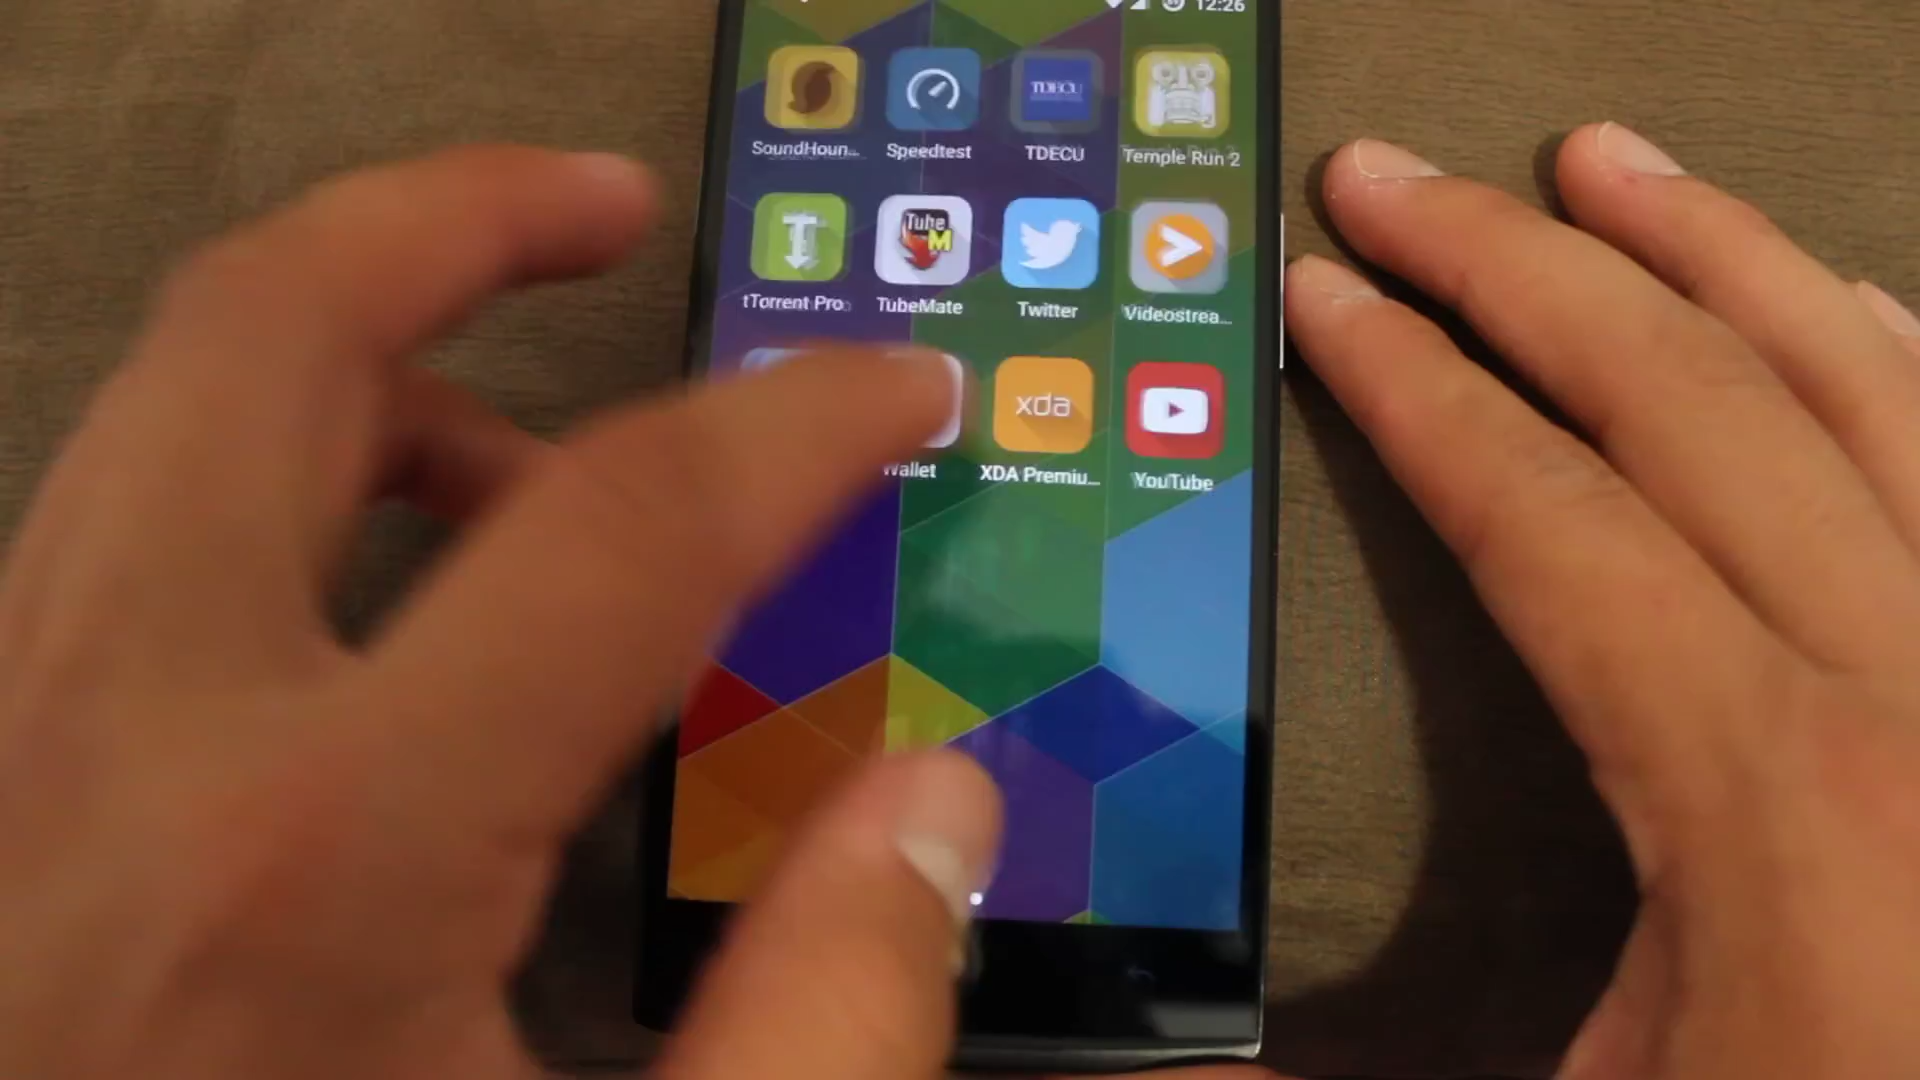 12:26
TDECU
2
SoundHoun...
Speedtest
TDECU
Temple Run 2
Tube
M
tTorrent Pro
TubeMate
Twitter
Videostrea...
xda
Wallet
XDA Premiu...
YouTube